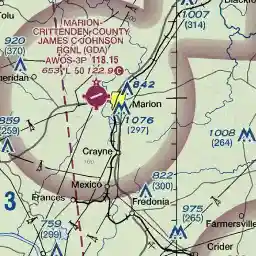 MARION-
CRITTENDEN COUNTY
JAMES C JOHNSON
RGNL (GDA)
AWOS-3P 118.15
653 *L 50 122.9 C
Tolu
1007
(314)
920
(370)
842
Marion
1076
(297)
859
(259)
Crayne
100
1008
(264)
3
Mexico
822
(300)
Frances
Fredonia
975
(265)
Farmersville
759
(299)
Crider